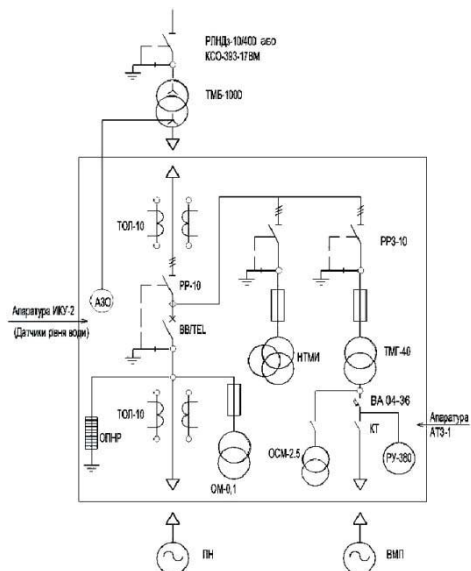 РЛНДз-10/400 або
КСО-393-17ВМ
ТМБ-1000
ТОЛ-10
РРЗ-10
РР-10
АЗО
Апаратура ИКУ-2
(Датчики рівня води)
ВВ/TEL
НТМИ
ТМГ-40
ВА 04-36
Апаратура
АТЗ-1
ТОЛ-10
КТ
ОПНР
ОСМ-2.5
РУ-380
ОМ-0,1
ПН
ВМП